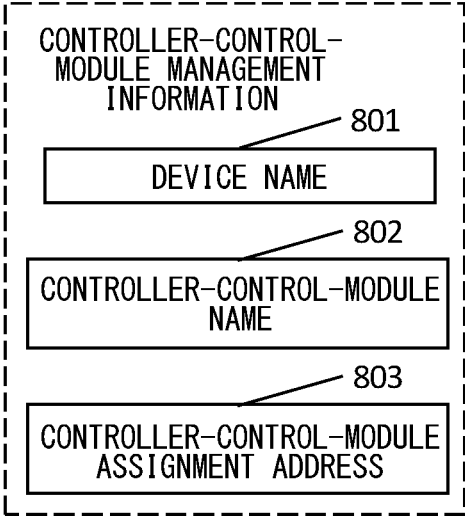 CONTROLLER-CONTROL-
MODULE MANAGEMENT
INFORMATION
801
DEVICE NAME
802
CONTROLLER-CONTROL-MODULE
NAME
803
CONTROLLER-CONTROL-MODULE
ASSIGNMENT ADDRESS